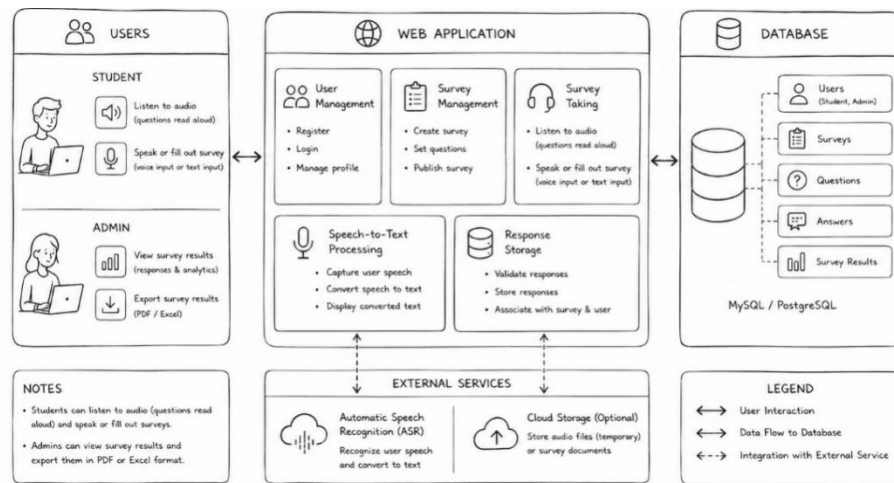 USERS
STUDENT
Listen to audio
(questions read aloud)
Speak or fill out survey
(voice input or text input)
ADMIN
View survey results
(responses & analytics)
Export survey results
(PDF / Excel)
WEB APPLICATION
User
Management
• Register
• Login
• Manage profile
Survey
Management
• Create survey
• Set questions
• Publish survey
Survey
Taking
• Listen to audio
(questions read aloud)
• Speak or fill out survey
(voice input or text input)
Speech-to-Text
Processing
• Capture user speech
• Convert speech to text
• Display converted text
Response
Storage
• Validate responses
• Store responses
• Associate with survey & user
DATABASE
Users
(Student, Admin)
Surveys
Questions
Answers
Survey Results
MySQL / PostgreSQL
NOTES
• Students can listen to audio (questions read
aloud) and speak or fill out surveys.
• Admins can view survey results and
export them in PDF or Excel format.
EXTERNAL SERVICES
Automatic Speech
Recognition (ASR)
Recognize user speech
and convert to text
Cloud Storage (Optional)
Store audio files (temporary)
or survey documents
LEGEND
User Interaction
Data Flow to Database
Integration with External Service